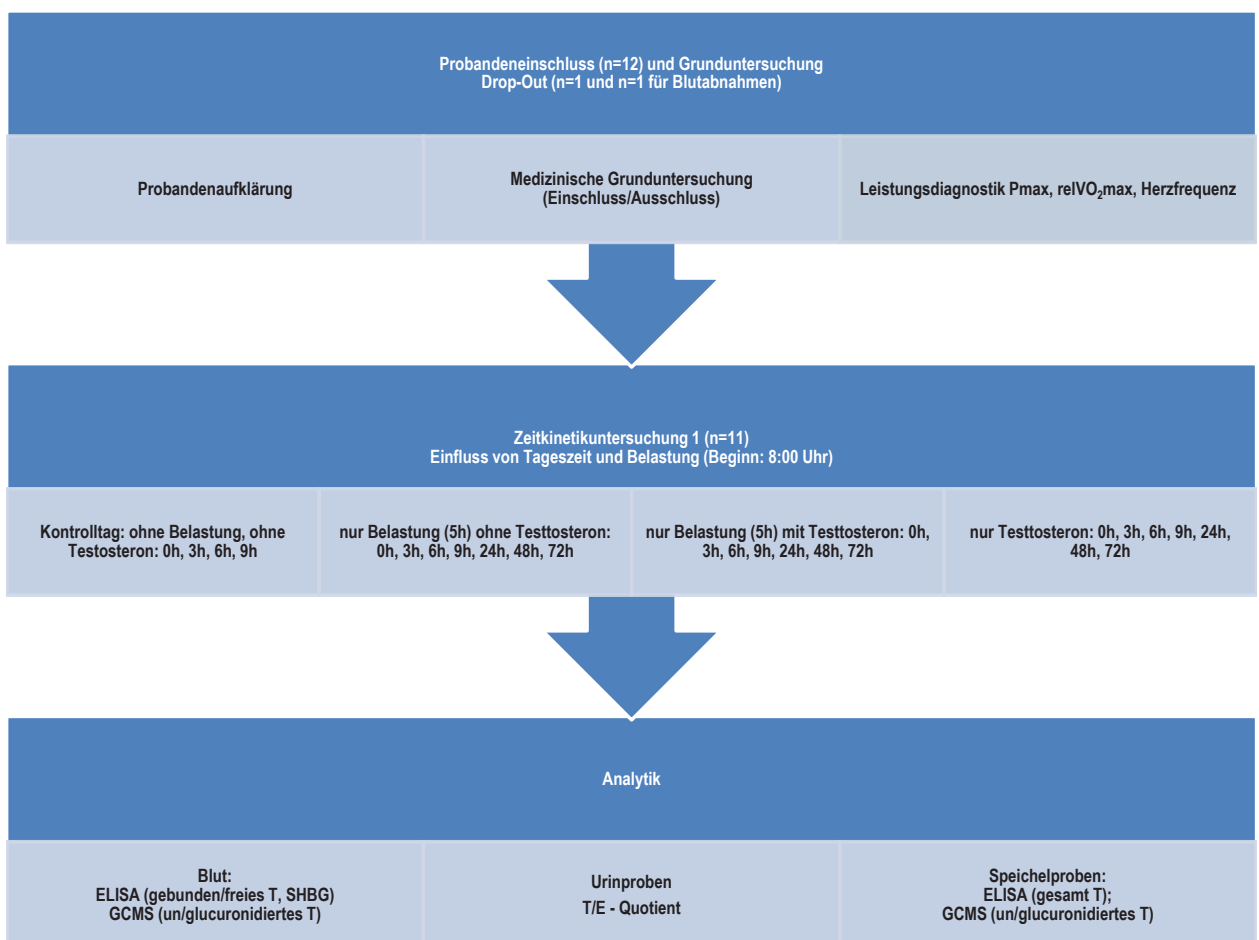 Probandeneinschluss (n=12) und Grunduntersuchung
Drop-Out (n=1 und n=1 für Blutabnahmen)
Probandenaufklärung
Medizinische Grunduntersuchung
(Einschluss/Ausschluss)
Leistungsdiagnostik Pmax, relVO₂max, Herzfrequenz
Zeitkinetikuntersuchung 1 (n=11)
Einfluss von Tageszeit und Belastung (Beginn: 8:00 Uhr)
Kontrolltag: ohne Belastung, ohne
Testosteron: 0h, 3h, 6h, 9h
nur Belastung (5h) ohne Testtosteron:
0h, 3h, 6h, 9h, 24h, 48h, 72h
nur Belastung (5h) mit Testtosteron: 0h,
3h, 6h, 9h, 24h, 48h, 72h
nur Testtosteron: 0h, 3h, 6h, 9h, 24h,
48h, 72h
Analytik
Blut:
ELISA (gebunden/freies T, SHBG)
GCMS (un/glucuronidiertes T)
Urinproben
T/E - Quotient
Speichelproben:
ELISA (gesamt T);
GCMS (un/glucuronidiertes T)